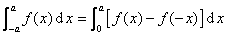 ∫_{-a}^{a} f(x) dx = ∫_{0}^{a} [f(x) − f(−x)] dx